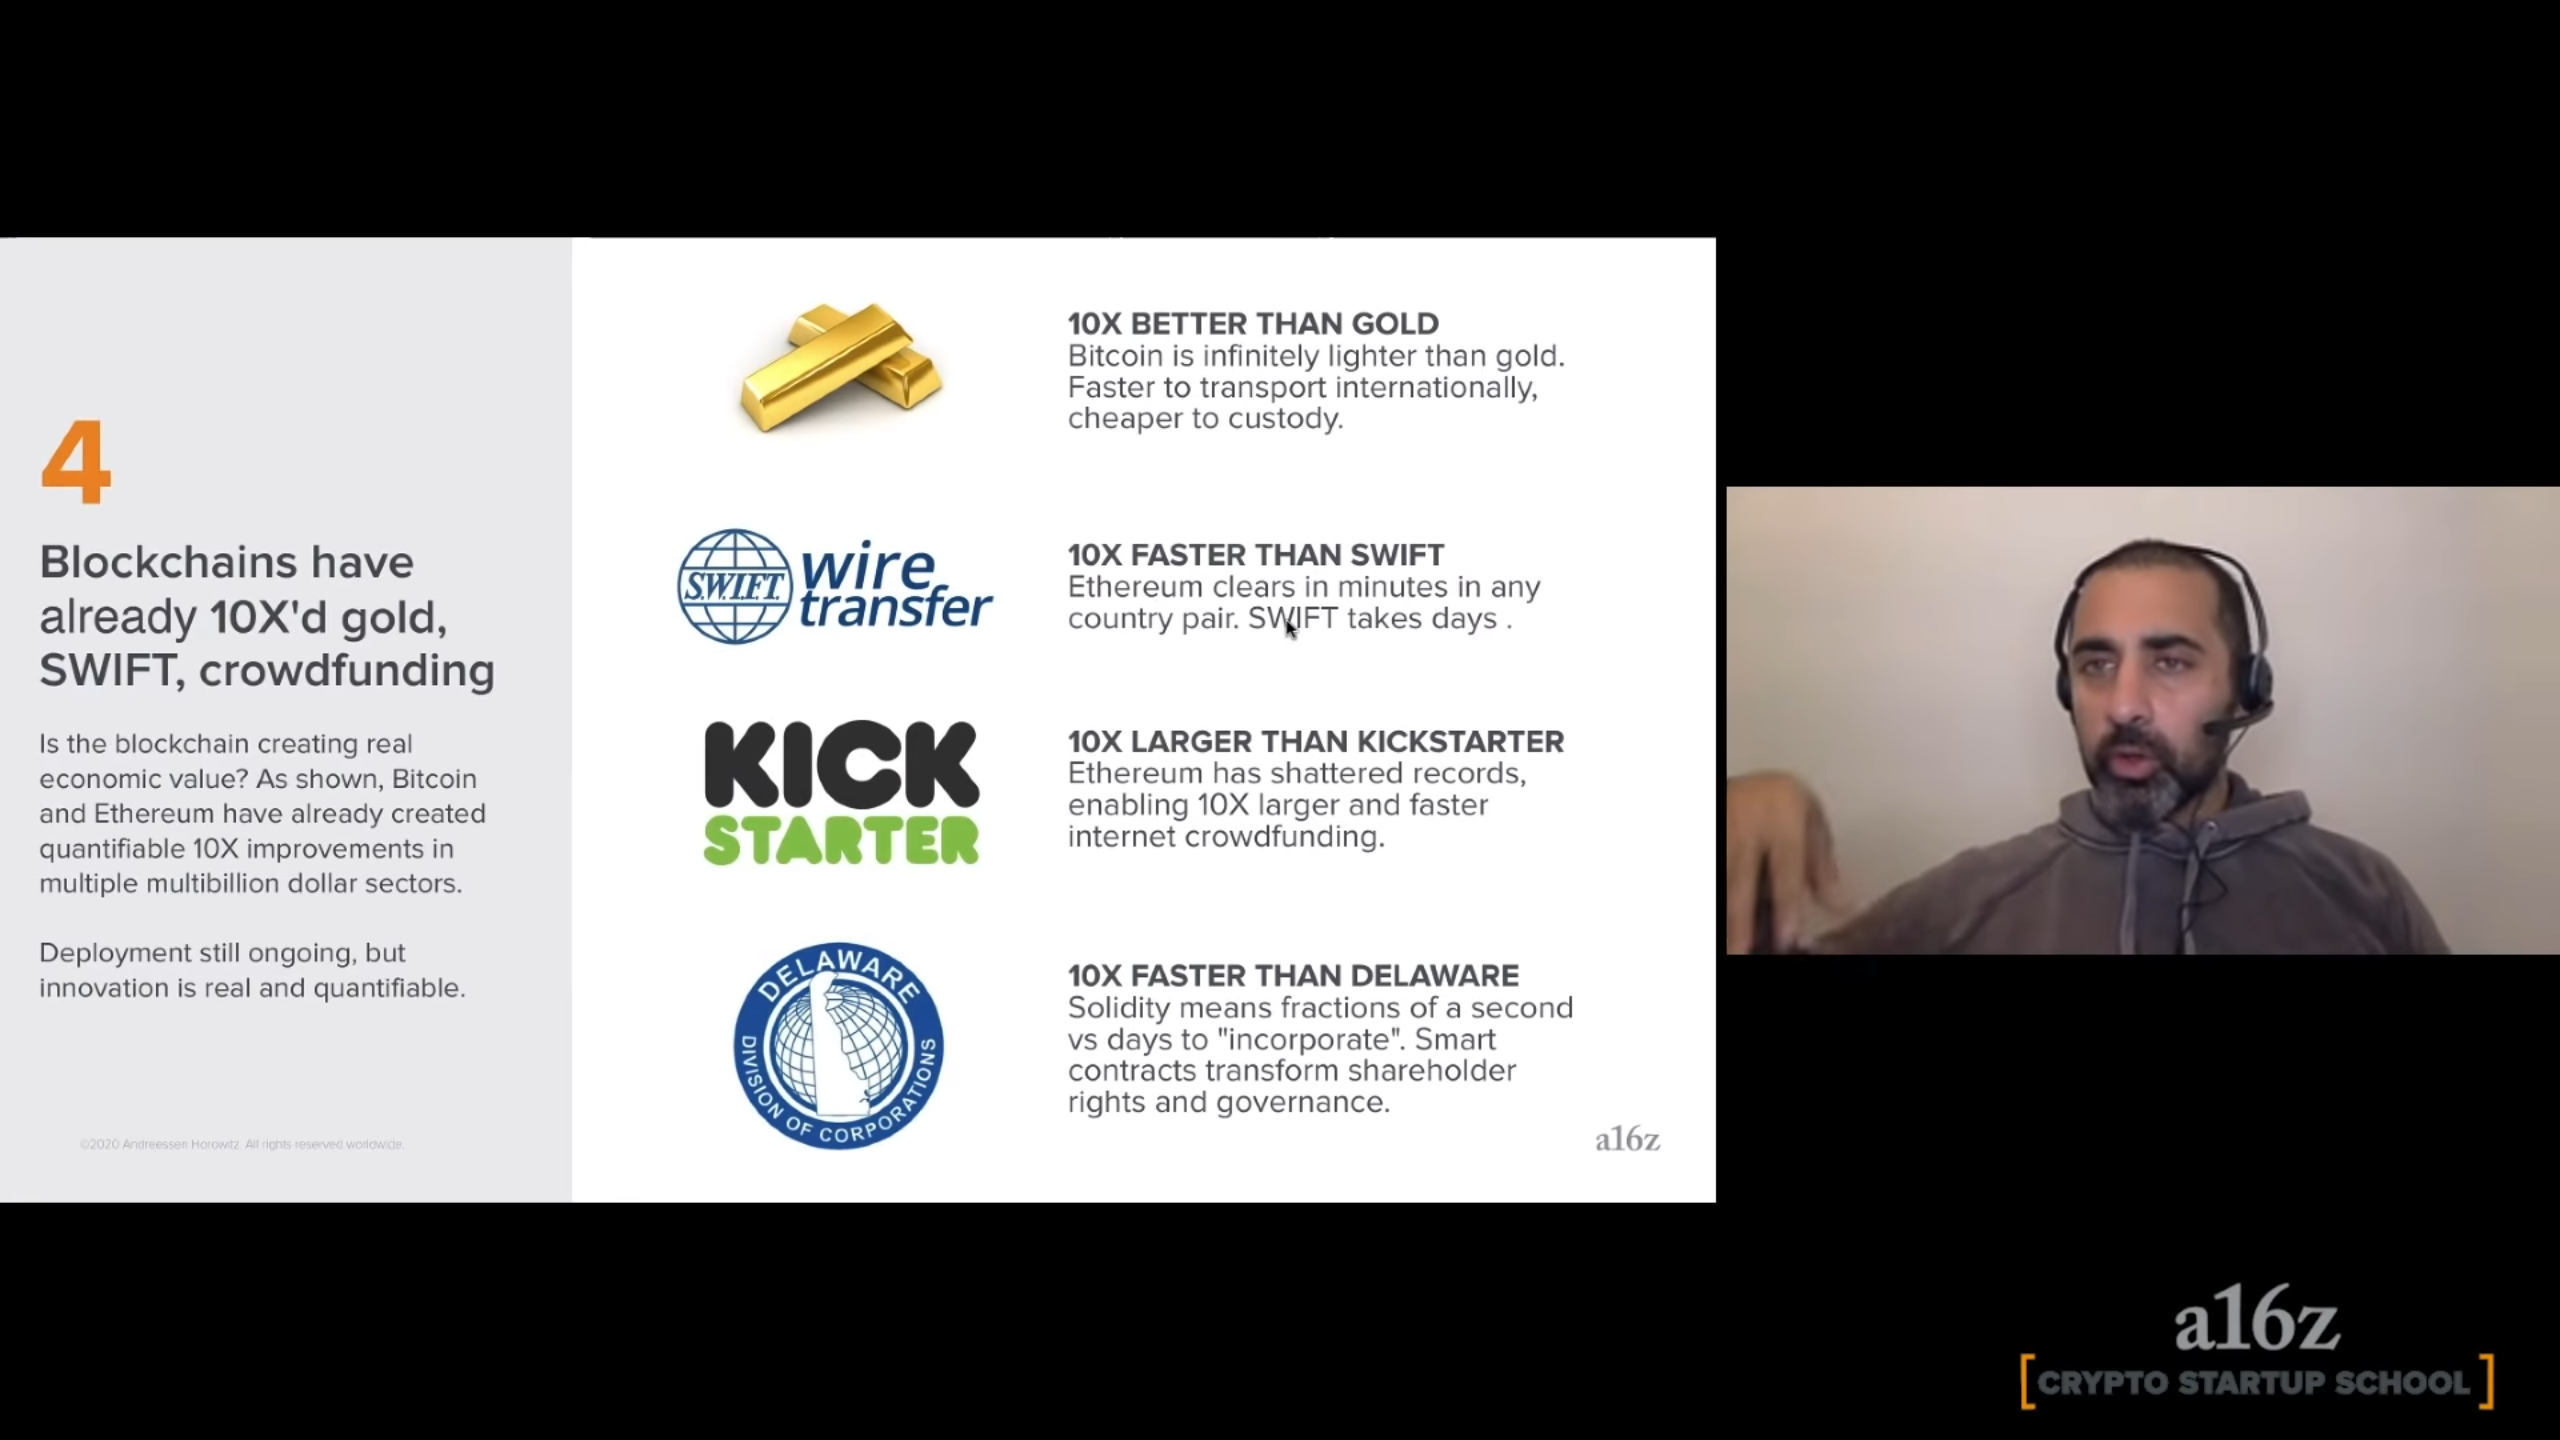 4
Blockchains have
already 10X'd gold,
SWIFT, crowdfunding
Is the blockchain creating real
economic value? As shown, Bitcoin
and Ethereum have already created
quantifiable 10X improvements in
multiple multibillion dollar sectors.
Deployment still ongoing, but
innovation is real and quantifiable.
©2020 Andreessen Horowitz. All rights reserved worldwide.
10X BETTER THAN GOLD
Bitcoin is infinitely lighter than gold.
Faster to transport internationally,
cheaper to custody.
S.W.I.F.T.
wire
transfer
10X FASTER THAN SWIFT
Ethereum clears in minutes in any
country pair. SWIFT takes days .
KICK
STARTER
10X LARGER THAN KICKSTARTER
Ethereum has shattered records,
enabling 10X larger and faster
internet crowdfunding.
DELAWARE
DIVISION OF CORPORATIONS
10X FASTER THAN DELAWARE
Solidity means fractions of a second
vs days to "incorporate". Smart
contracts transform shareholder
rights and governance.
a16z
a16z
[CRYPTO STARTUP SCHOOL]